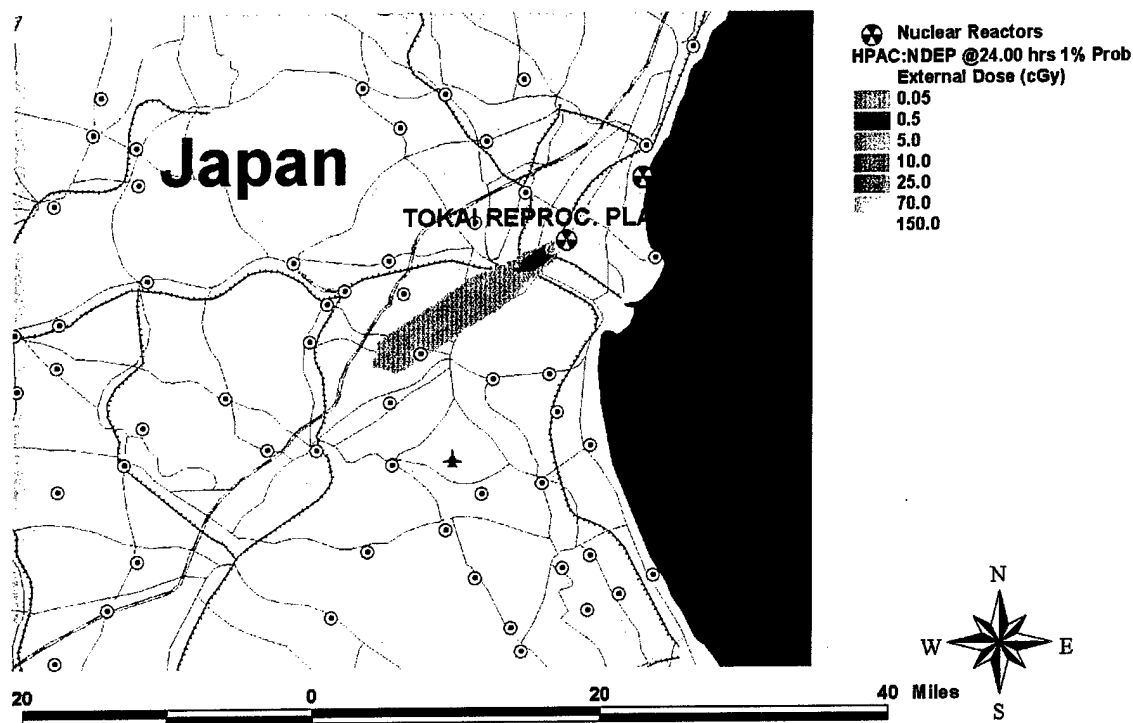 Nuclear Reactors
HPAC:NDEP @24.00 hrs 1% Prob
External Dose (cGy)
0.05
0.5
5.0
10.0
25.0
70.0
150.0
Japan
TOKAI REPROC. PLA
N
W E
S
20 0 20 40 Miles